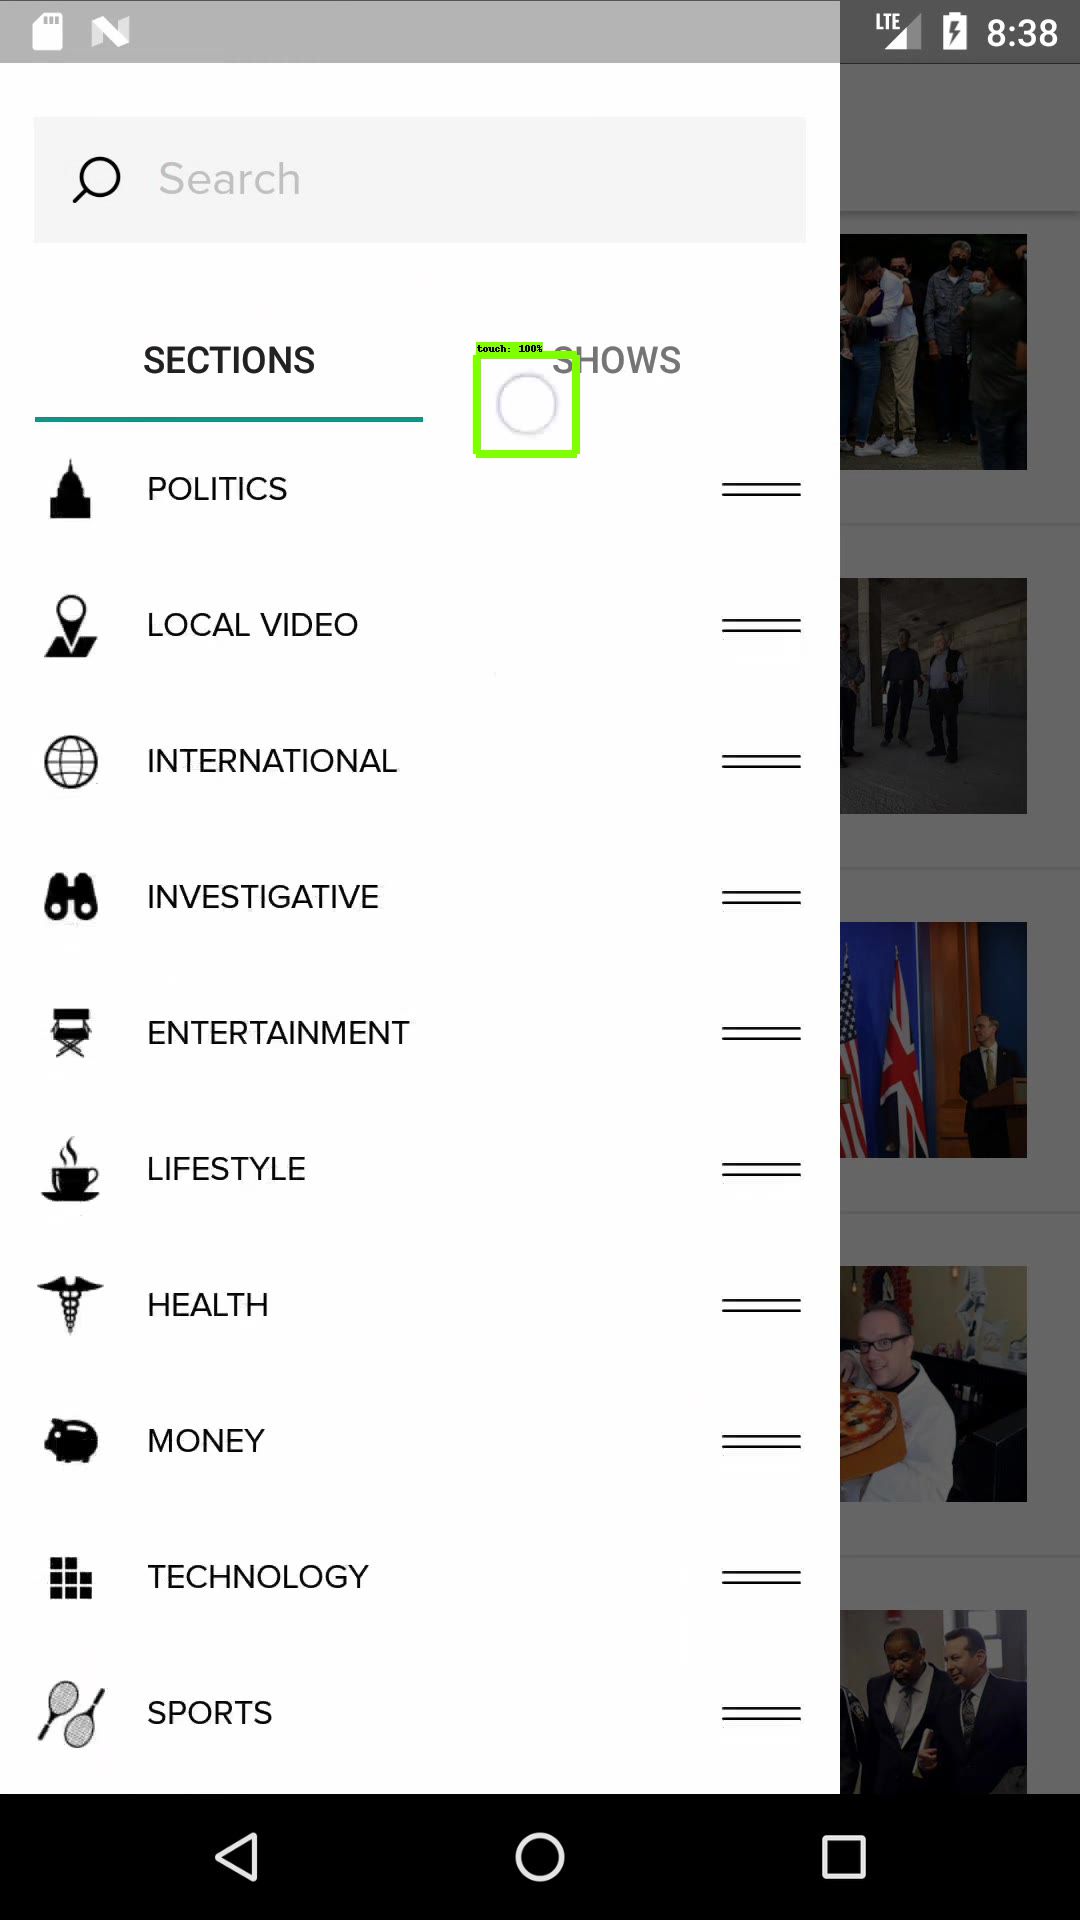 LTE
8:38
Search
SECTIONS
SHOWS
touch: 100%
POLITICS
LOCAL VIDEO
INTERNATIONAL
INVESTIGATIVE
ENTERTAINMENT
LIFESTYLE
HEALTH
MONEY
TECHNOLOGY
SPORTS